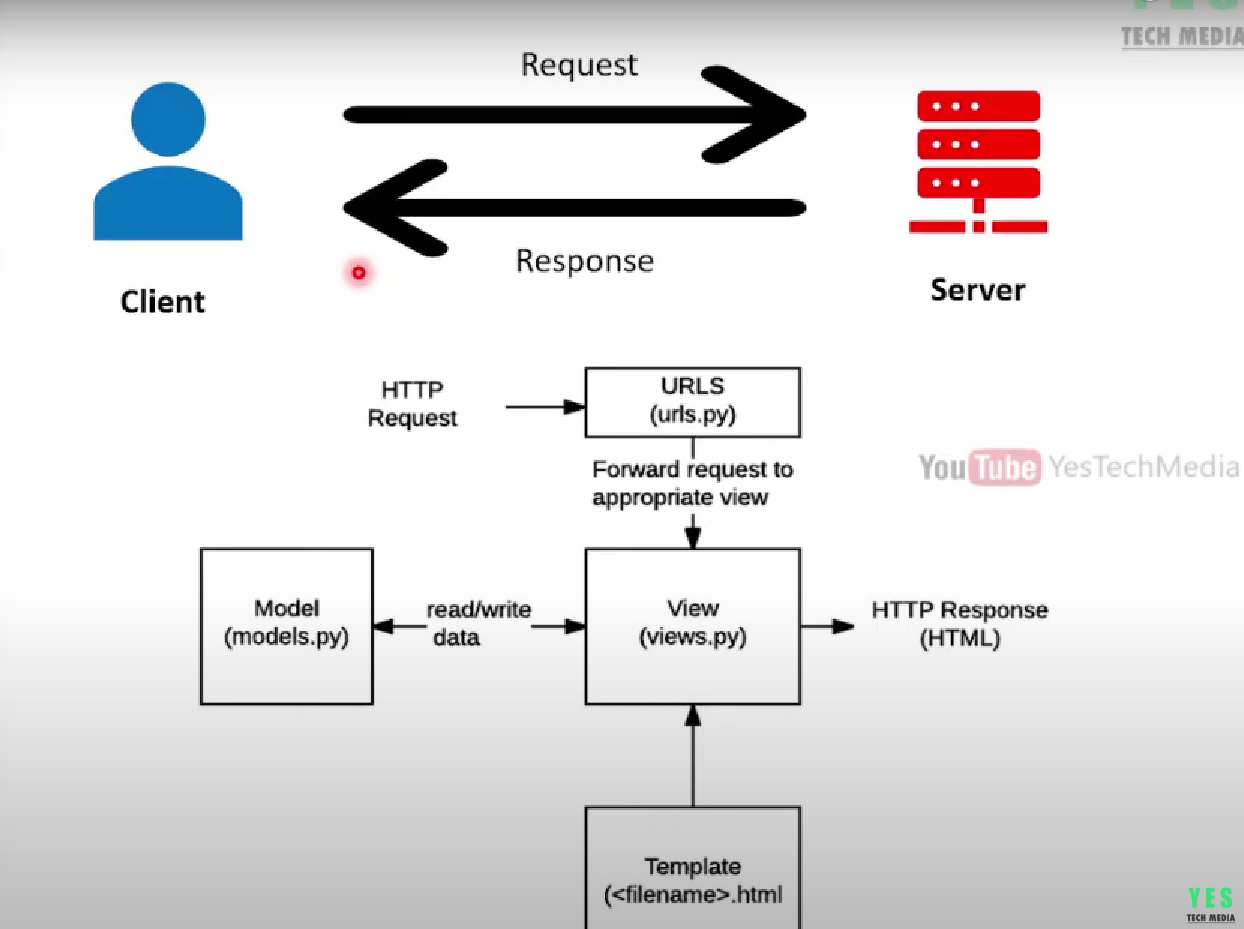 TECH MEDIA
Request
Response
Client
Server
HTTP
Request
URLS
(urls.py)
Forward request to
appropriate view
YouTube YesTechMedia
Model
(models.py)
read/write
data
View
(views.py)
HTTP Response
(HTML)
Template
(<filename>.html
YES
TECH MEDIA